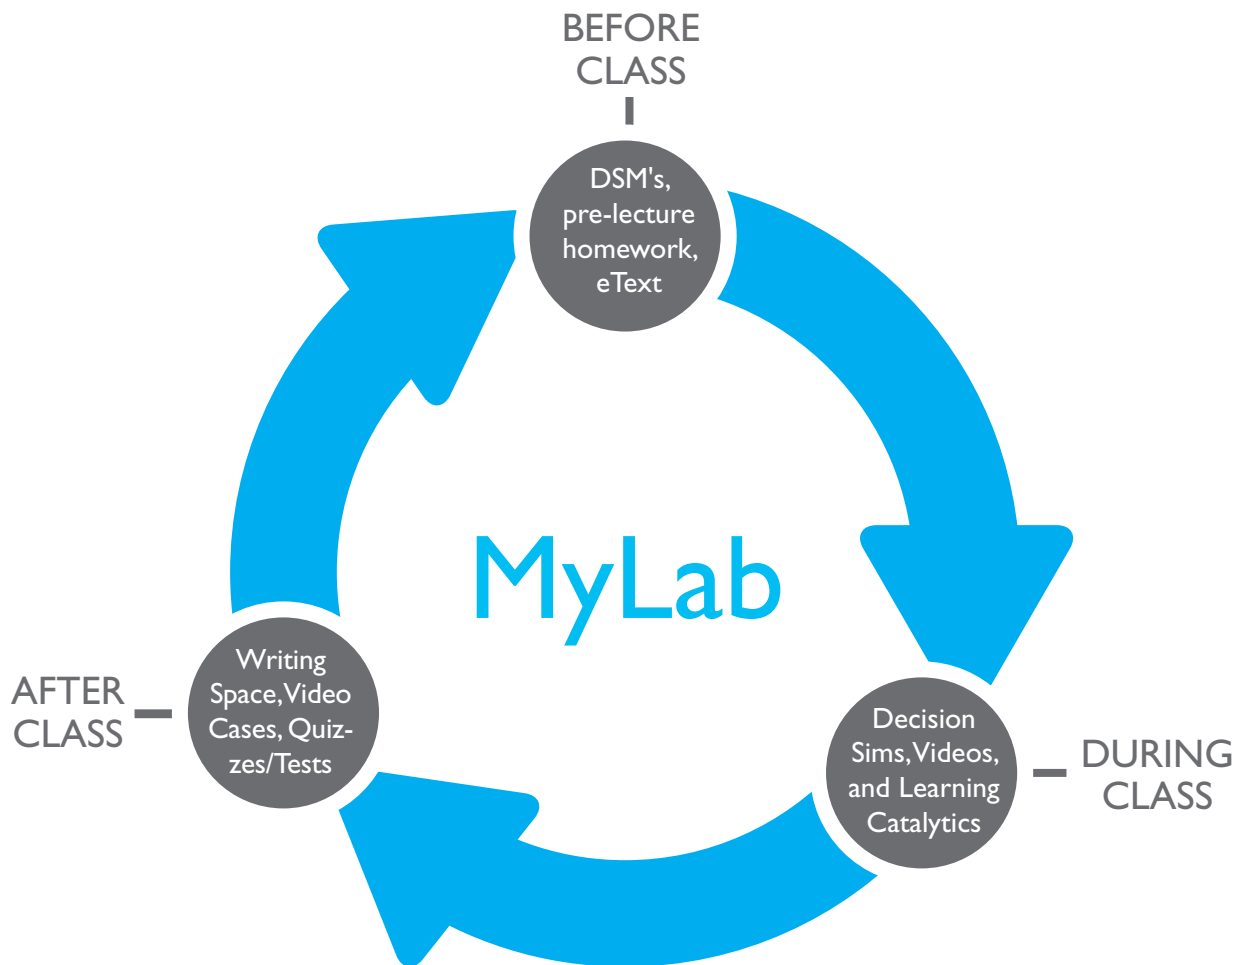 BEFORE
CLASS
DSM's,
pre-lecture
homework,
eText
MyLab
AFTER
CLASS
Writing
Space, Video
Cases, Quiz-
zes/Tests
Decision
Sims, Videos,
and Learning
Catalytics
DURING
CLASS